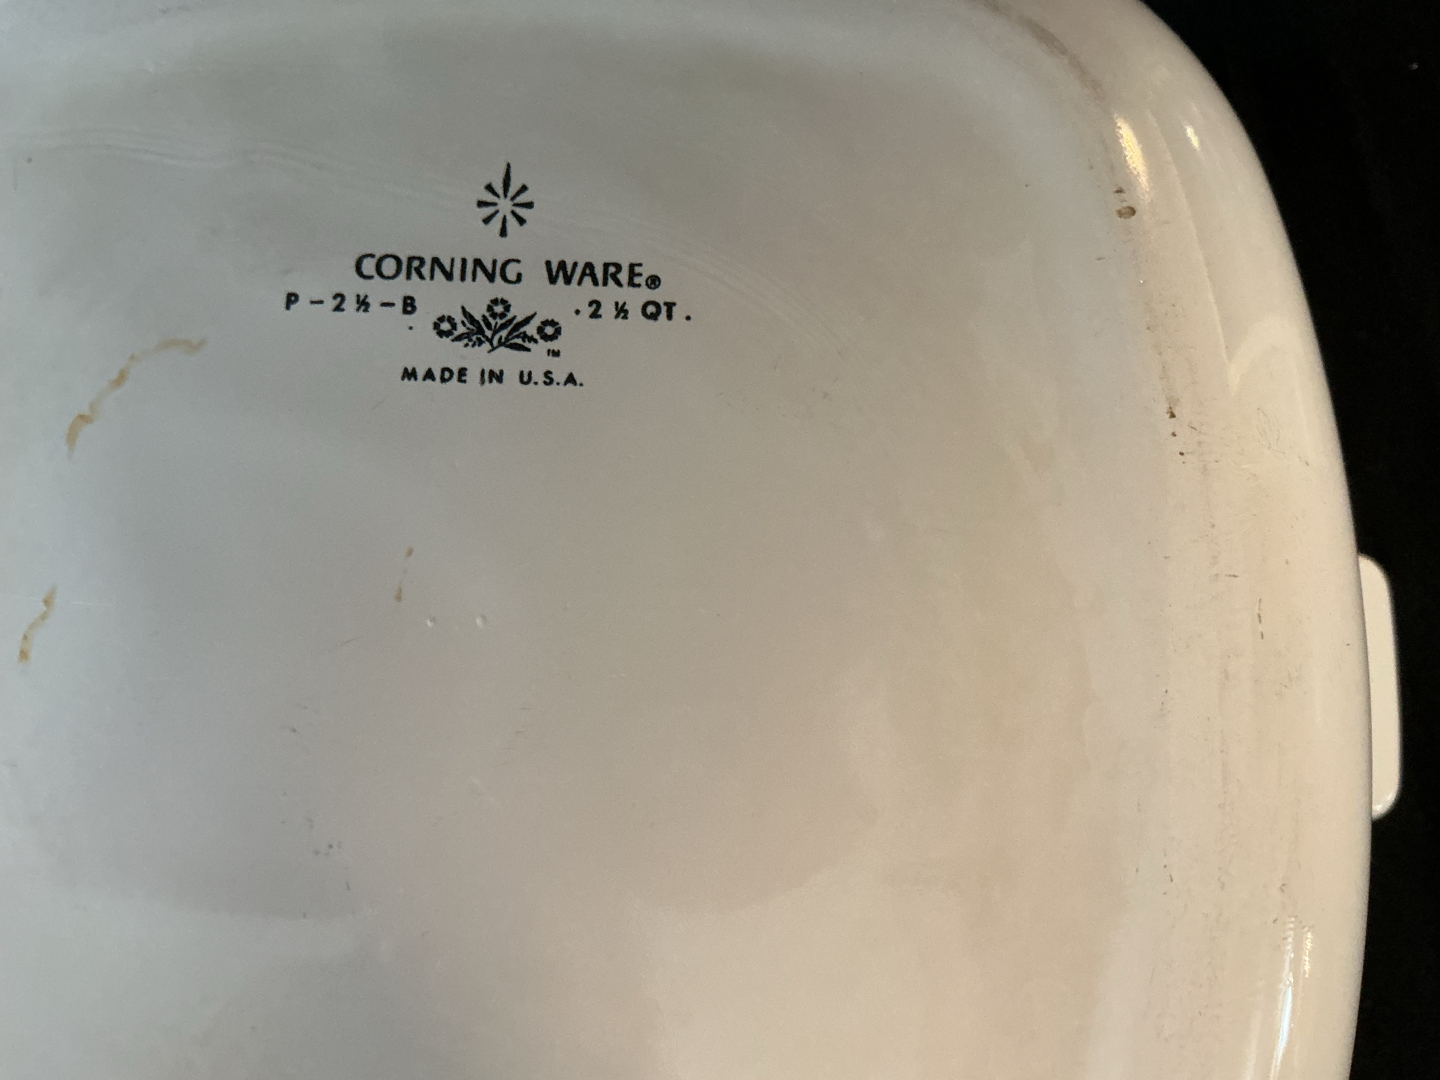 CORNING WARE®
P-2½-B .2½ QT.
TM
MADE IN U.S.A.